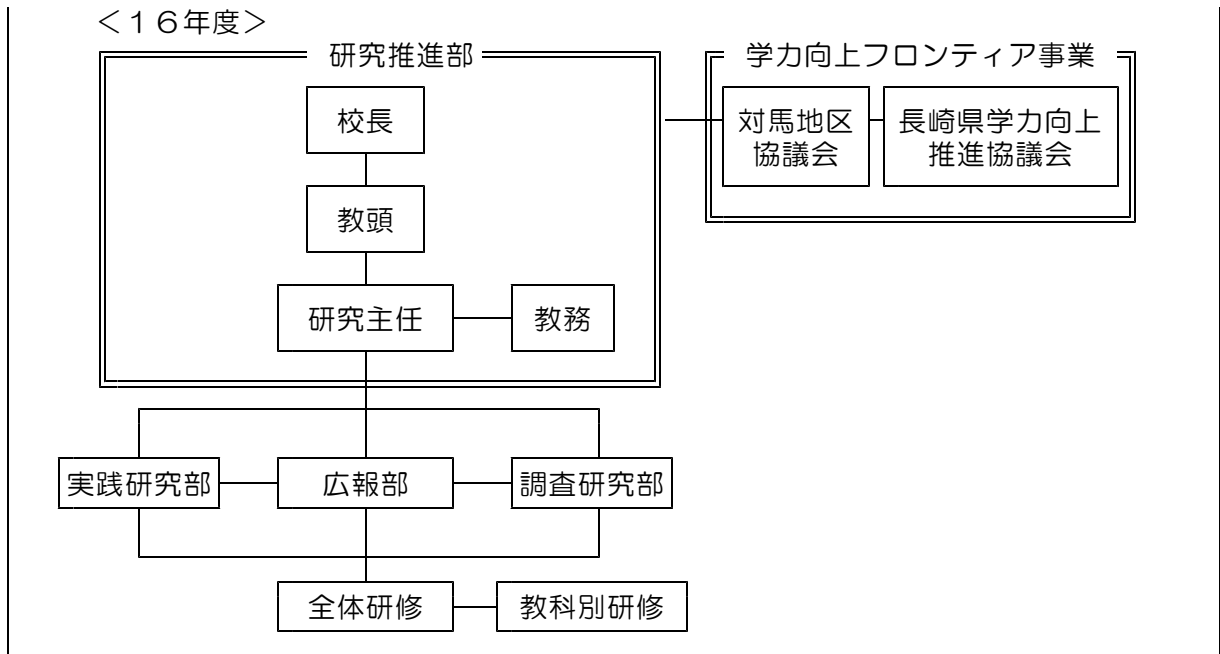 ＜１６年度＞
研究推進部
学力向上フロンティア事業
校長
対馬地区
協議会
長崎県学力向上
推進協議会
教頭
研究主任
教務
実践研究部
広報部
調査研究部
全体研修
教科別研修